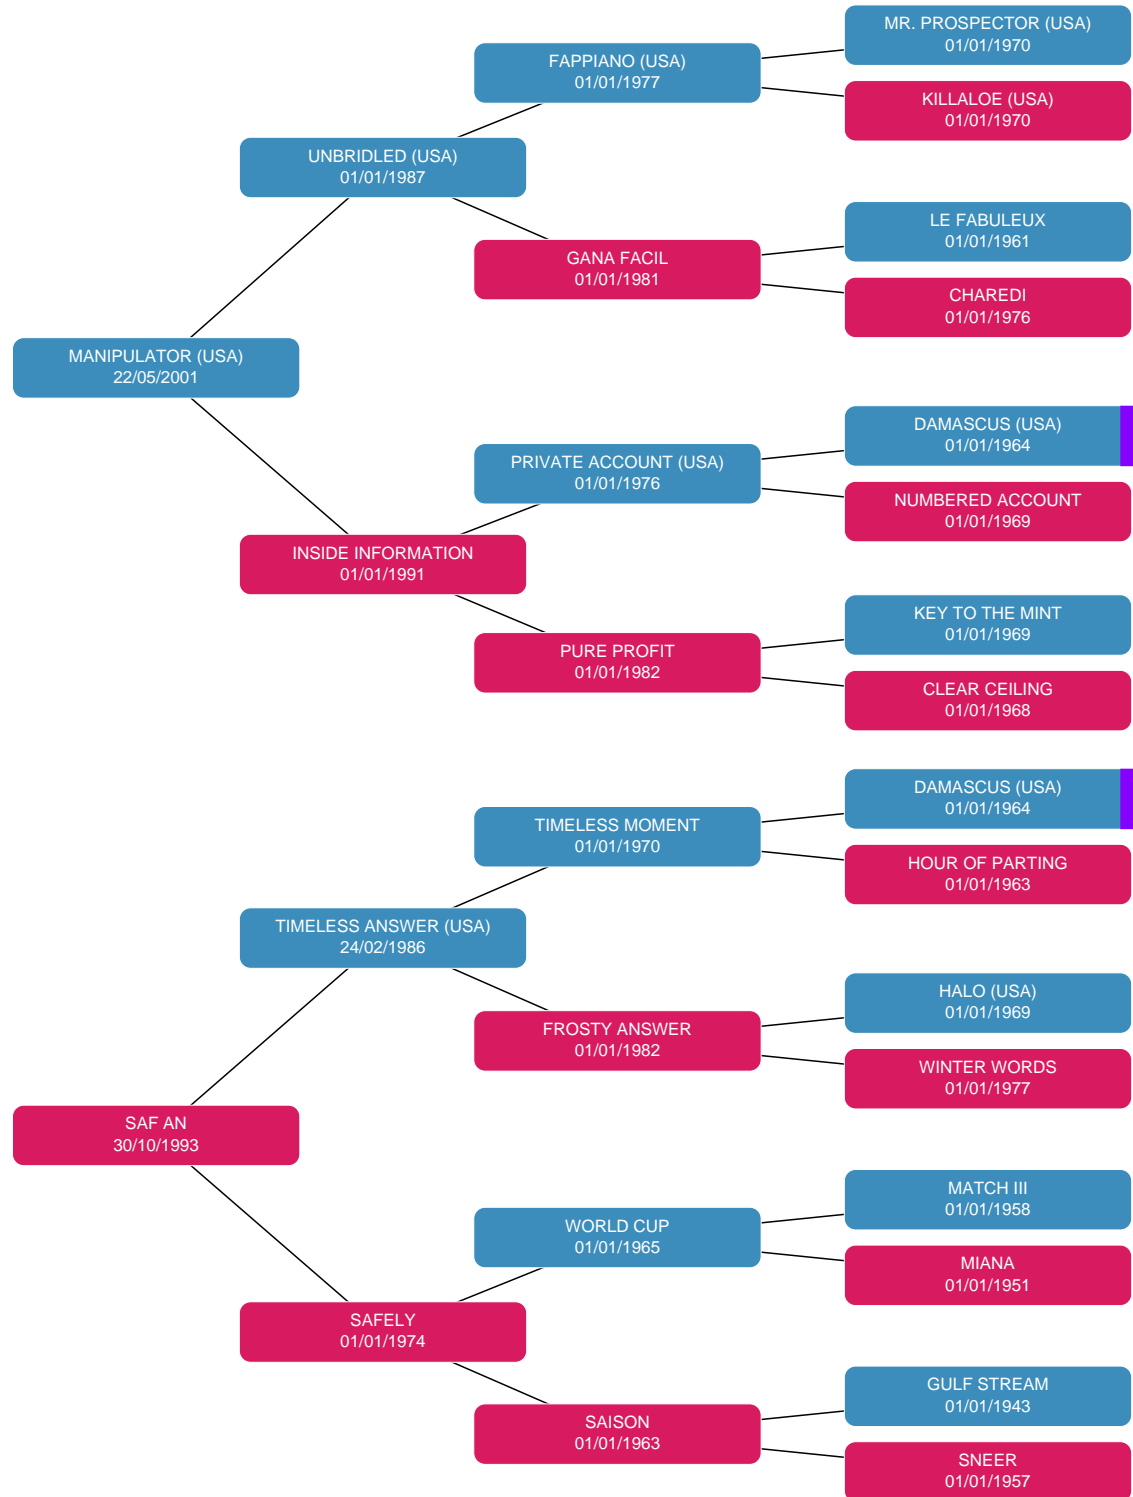 MR. PROSPECTOR (USA)
01/01/1970
FAPPIANO (USA)
01/01/1977
KILLALOE (USA)
01/01/1970
UNBRIDLED (USA)
01/01/1987
LE FABULEUX
01/01/1961
GANA FACIL
01/01/1981
CHAREDI
01/01/1976
MANIPULATOR (USA)
22/05/2001
DAMASCUS (USA)
01/01/1964
PRIVATE ACCOUNT (USA)
01/01/1976
NUMBERED ACCOUNT
01/01/1969
INSIDE INFORMATION
01/01/1991
KEY TO THE MINT
01/01/1969
PURE PROFIT
01/01/1982
CLEAR CEILING
01/01/1968
DAMASCUS (USA)
01/01/1964
TIMELESS MOMENT
01/01/1970
HOUR OF PARTING
01/01/1963
TIMELESS ANSWER (USA)
24/02/1986
HALO (USA)
01/01/1969
FROSTY ANSWER
01/01/1982
WINTER WORDS
01/01/1977
SAF AN
30/10/1993
MATCH III
01/01/1958
WORLD CUP
01/01/1965
MIANA
01/01/1951
SAFELY
01/01/1974
GULF STREAM
01/01/1943
SAISON
01/01/1963
SNEER
01/01/1957